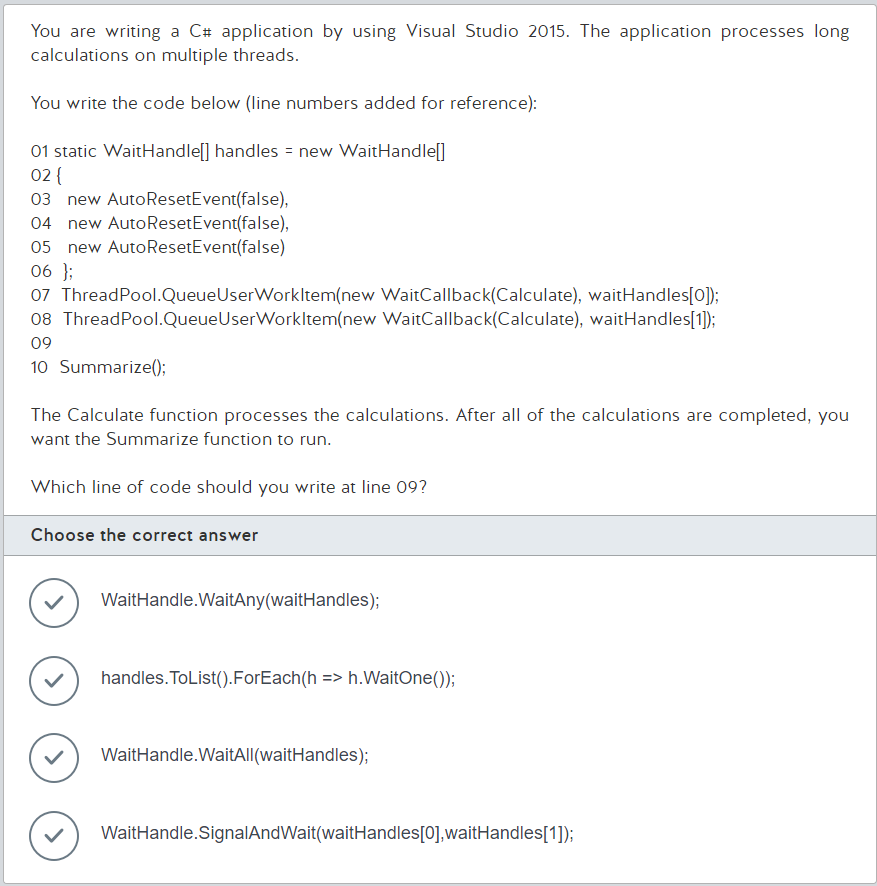 You are writing a C# application by using Visual Studio 2015. The application processes long
calculations on multiple threads.
You write the code below (line numbers added for reference):
01 static WaitHandle[] handles = new WaitHandle[]
02 {
03 new AutoResetEvent(false),
04 new AutoResetEvent(false),
05 new AutoResetEvent(false)
06 };
07 ThreadPool.QueueUserWorkItem(new WaitCallback(Calculate), waitHandles[0]);
08 ThreadPool.QueueUserWorkItem(new WaitCallback(Calculate), waitHandles[1]);
09
10 Summarize();
The Calculate function processes the calculations. After all of the calculations are completed, you
want the Summarize function to run.
Which line of code should you write at line 09?
Choose the correct answer
WaitHandle.WaitAny(waitHandles);
handles.ToList().ForEach(h => h.WaitOne());
WaitHandle.WaitAll(waitHandles);
WaitHandle.SignalAndWait(waitHandles[0],waitHandles[1]);